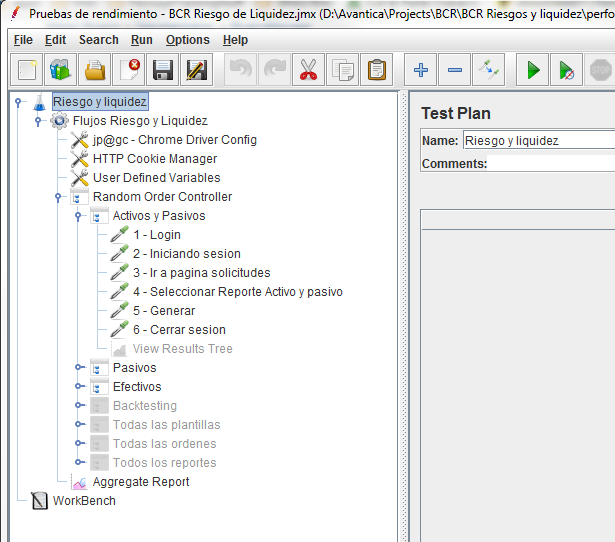 Pruebas de rendimiento - BCR Riesgo de Liquidez.jmx (D:\Avantica\Projects\BCR\BCR Riesgos y liquidez\perfo
File Edit Search Run Options Help
Riesgo y liquidez
Flujos Riesgo y Liquidez
jp@gc - Chrome Driver Config
HTTP Cookie Manager
User Defined Variables
Random Order Controller
Activos y Pasivos
1 - Login
2 - Iniciando sesion
3 - Ir a pagina solicitudes
4 - Seleccionar Reporte Activo y pasivo
5 - Generar
6 - Cerrar sesion
View Results Tree
Pasivos
Efectivos
Backtesting
Todas las plantillas
Todas las ordenes
Todos los reportes
Aggregate Report
WorkBench
Test Plan
Name: Riesgo y liquidez
Comments: